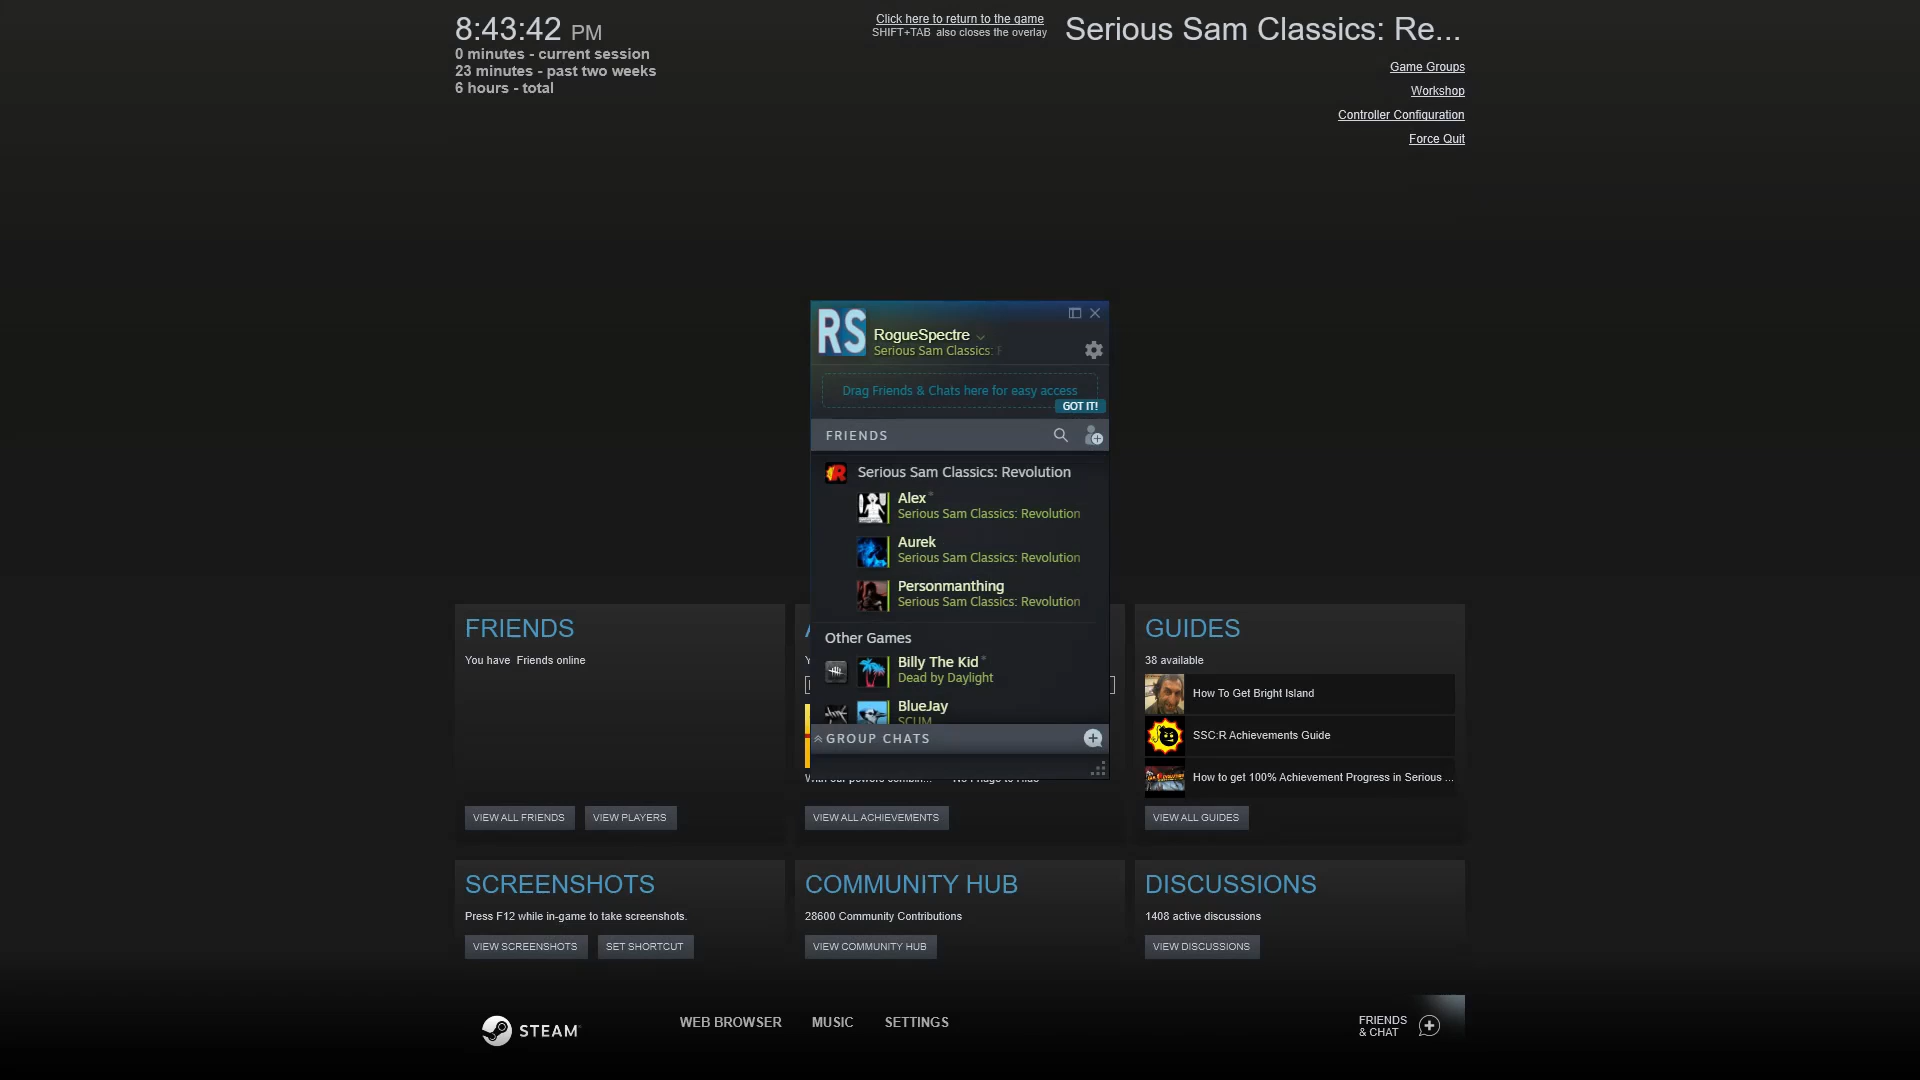 8:43:42 PM
0 minutes - current session
23 minutes - past two weeks
6 hours - total
Click here to return to the game
SHIFT+TAB also closes the overlay
Serious Sam Classics: Re...
Game Groups
Workshop
Controller Configuration
Force Quit
RS
RogueSpectre
Serious Sam Classics: R
Drag Friends & Chats here for easy access
GOT IT!
FRIENDS
Serious Sam Classics: Revolution
Alex
Serious Sam Classics: Revolution
Aurek
Serious Sam Classics: Revolution
Personmanthing
Serious Sam Classics: Revolution
Other Games
Billy The Kid
Dead by Daylight
BlueJay
SCUM
GROUP CHATS
FRIENDS
You have Friends online
VIEW ALL FRIENDS
VIEW PLAYERS
VIEW ALL ACHIEVEMENTS
GUIDES
38 available
How To Get Bright Island
SSC:R Achievements Guide
How to get 100% Achievement Progress in Serious ...
VIEW ALL GUIDES
SCREENSHOTS
Press F12 while in-game to take screenshots.
VIEW SCREENSHOTS
SET SHORTCUT
COMMUNITY HUB
28600 Community Contributions
VIEW COMMUNITY HUB
DISCUSSIONS
1408 active discussions
VIEW DISCUSSIONS
STEAM
WEB BROWSER
MUSIC
SETTINGS
FRIENDS
& CHAT